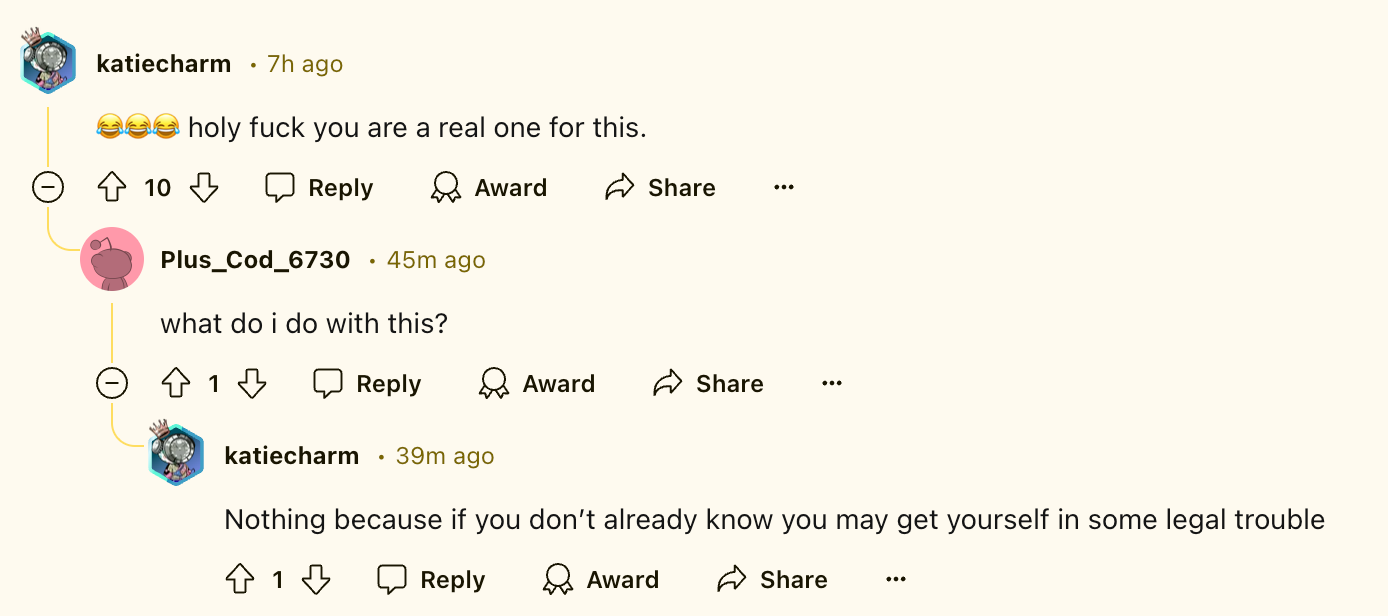 katiecharm • 7h ago
😂😂😂 holy fuck you are a real one for this.
10 Reply Award Share ...
Plus_Cod_6730 • 45m ago
what do i do with this?
1 Reply Award Share ...
katiecharm • 39m ago
Nothing because if you don’t already know you may get yourself in some legal trouble
1 Reply Award Share ...